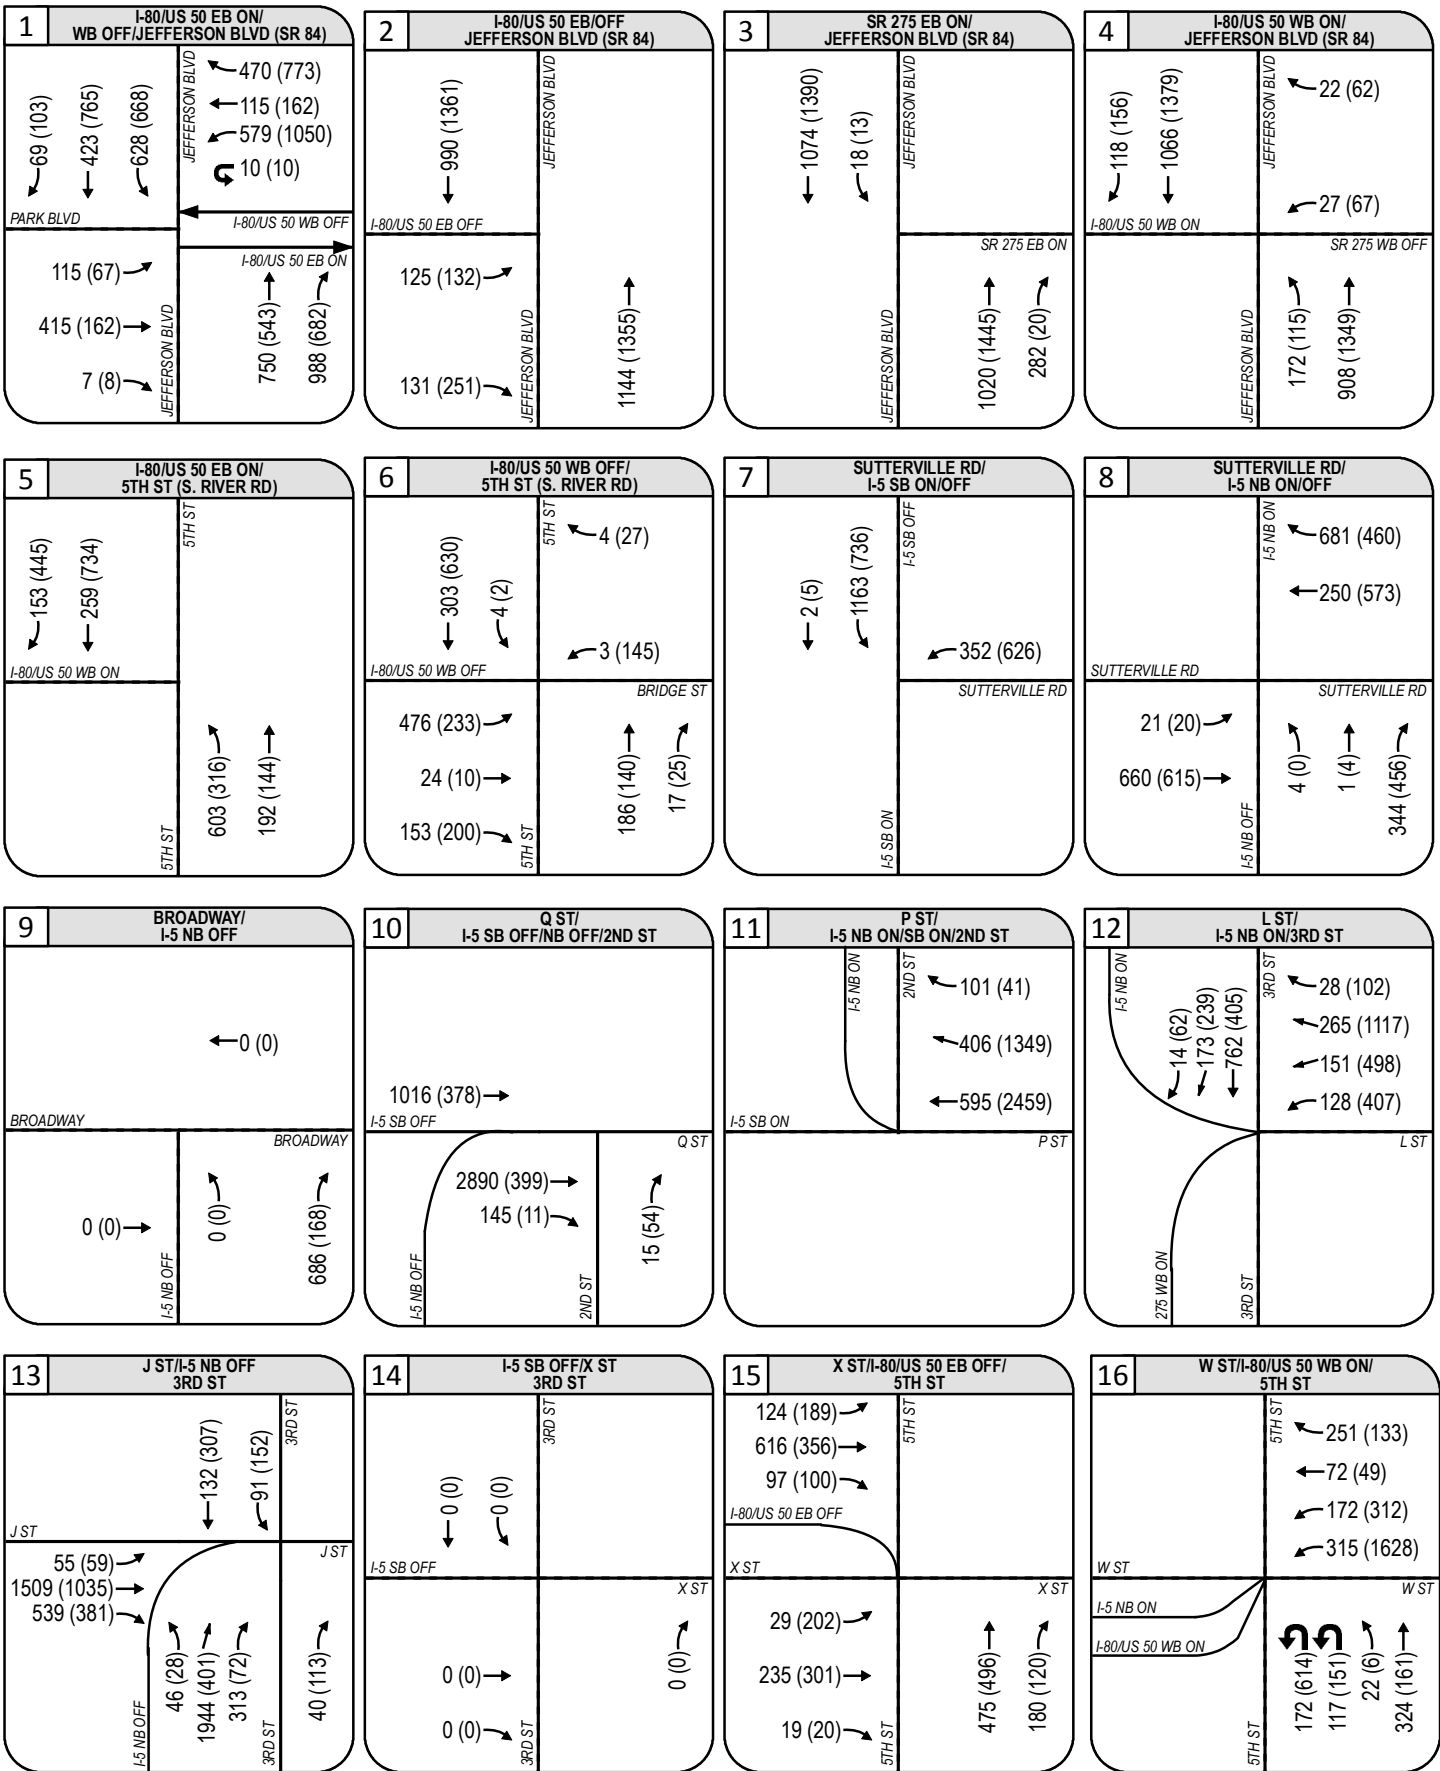 1
I-80/US 50 EB ON/
WB OFF/JEFFERSON BLVD (SR 84)
69 (103)
423 (765)
628 (668)
JEFFERSON BLVD
470 (773)
115 (162)
579 (1050)
10 (10)
PARK BLVD
I-80/US 50 WB OFF
I-80/US 50 EB ON
115 (67)
415 (162)
7 (8)
JEFFERSON BLVD
750 (543)
988 (682)
2
I-80/US 50 EB/OFF
JEFFERSON BLVD (SR 84)
990 (1361)
JEFFERSON BLVD
I-80/US 50 EB OFF
125 (132)
131 (251)
JEFFERSON BLVD
1144 (1355)
3
SR 275 EB ON/
JEFFERSON BLVD (SR 84)
1074 (1390)
18 (13)
JEFFERSON BLVD
SR 275 EB ON
JEFFERSON BLVD
1020 (1445)
282 (20)
4
I-80/US 50 WB ON/
JEFFERSON BLVD (SR 84)
118 (156)
1066 (1379)
JEFFERSON BLVD
22 (62)
27 (67)
I-80/US 50 WB ON
SR 275 WB OFF
JEFFERSON BLVD
172 (115)
908 (1349)
5
I-80/US 50 EB ON/
5TH ST (S. RIVER RD)
153 (445)
259 (734)
5TH ST
I-80/US 50 WB ON
5TH ST
603 (316)
192 (144)
6
I-80/US 50 WB OFF/
5TH ST (S. RIVER RD)
303 (630)
4 (2)
5TH ST
4 (27)
3 (145)
I-80/US 50 WB OFF
BRIDGE ST
476 (233)
24 (10)
153 (200)
5TH ST
186 (140)
17 (25)
7
SUTTERVILLE RD/
I-5 SB ON/OFF
2 (5)
1163 (736)
I-5 SB OFF
352 (626)
SUTTERVILLE RD
I-5 SB ON
8
SUTTERVILLE RD/
I-5 NB ON/OFF
I-5 NB ON
681 (460)
250 (573)
SUTTERVILLE RD
SUTTERVILLE RD
21 (20)
660 (615)
I-5 NB OFF
4 (0)
1 (4)
344 (456)
9
BROADWAY/
I-5 NB OFF
0 (0)
BROADWAY
BROADWAY
0 (0)
I-5 NB OFF
0 (0)
686 (168)
10
Q ST/
I-5 SB OFF/NB OFF/2ND ST
1016 (378)
I-5 SB OFF
Q ST
2890 (399)
145 (11)
I-5 NB OFF
2ND ST
15 (54)
11
P ST/
I-5 NB ON/SB ON/2ND ST
I-5 NB ON
2ND ST
101 (41)
406 (1349)
595 (2459)
I-5 SB ON
P ST
12
L ST/
I-5 NB ON/3RD ST
I-5 NB ON
14 (62)
173 (239)
762 (405)
3RD ST
28 (102)
265 (1117)
151 (498)
128 (407)
L ST
275 WB ON
3RD ST
13
J ST/I-5 NB OFF
3RD ST
132 (307)
91 (152)
3RD ST
J ST
J ST
55 (59)
1509 (1035)
539 (381)
I-5 NB OFF
46 (28)
1944 (401)
313 (72)
3RD ST
40 (113)
14
I-5 SB OFF/X ST
3RD ST
0 (0)
0 (0)
3RD ST
I-5 SB OFF
X ST
0 (0)
0 (0)
3RD ST
0 (0)
15
X ST/I-80/US 50 EB OFF/
5TH ST
124 (189)
616 (356)
97 (100)
5TH ST
I-80/US 50 EB OFF
X ST
X ST
29 (202)
235 (301)
19 (20)
5TH ST
475 (496)
180 (120)
16
W ST/I-80/US 50 WB ON/
5TH ST
5TH ST
251 (133)
72 (49)
172 (312)
315 (1628)
W ST
W ST
I-5 NB ON
I-80/US 50 WB ON
5TH ST
172 (614)
117 (151)
22 (6)
324 (161)